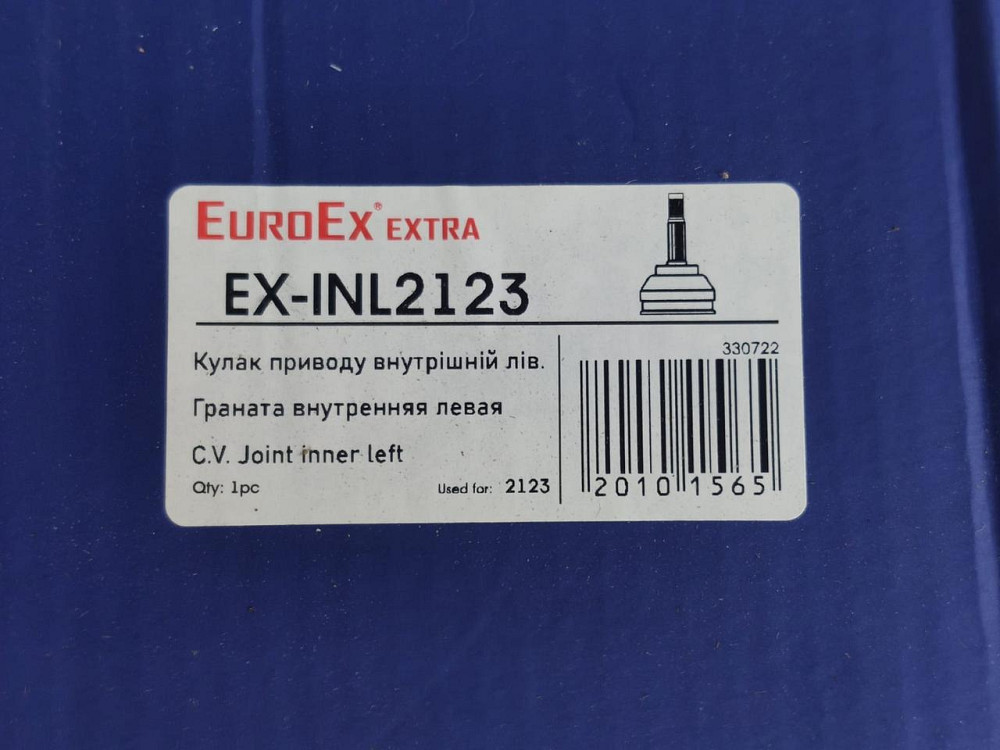 EUROEX® EXTRA
EX-INL2123
330722
Кулак приводу внутрішній лів.
Граната внутренняя левая
C.V. Joint inner left
Qty: 1pc
Used for: 2123
2010 1565